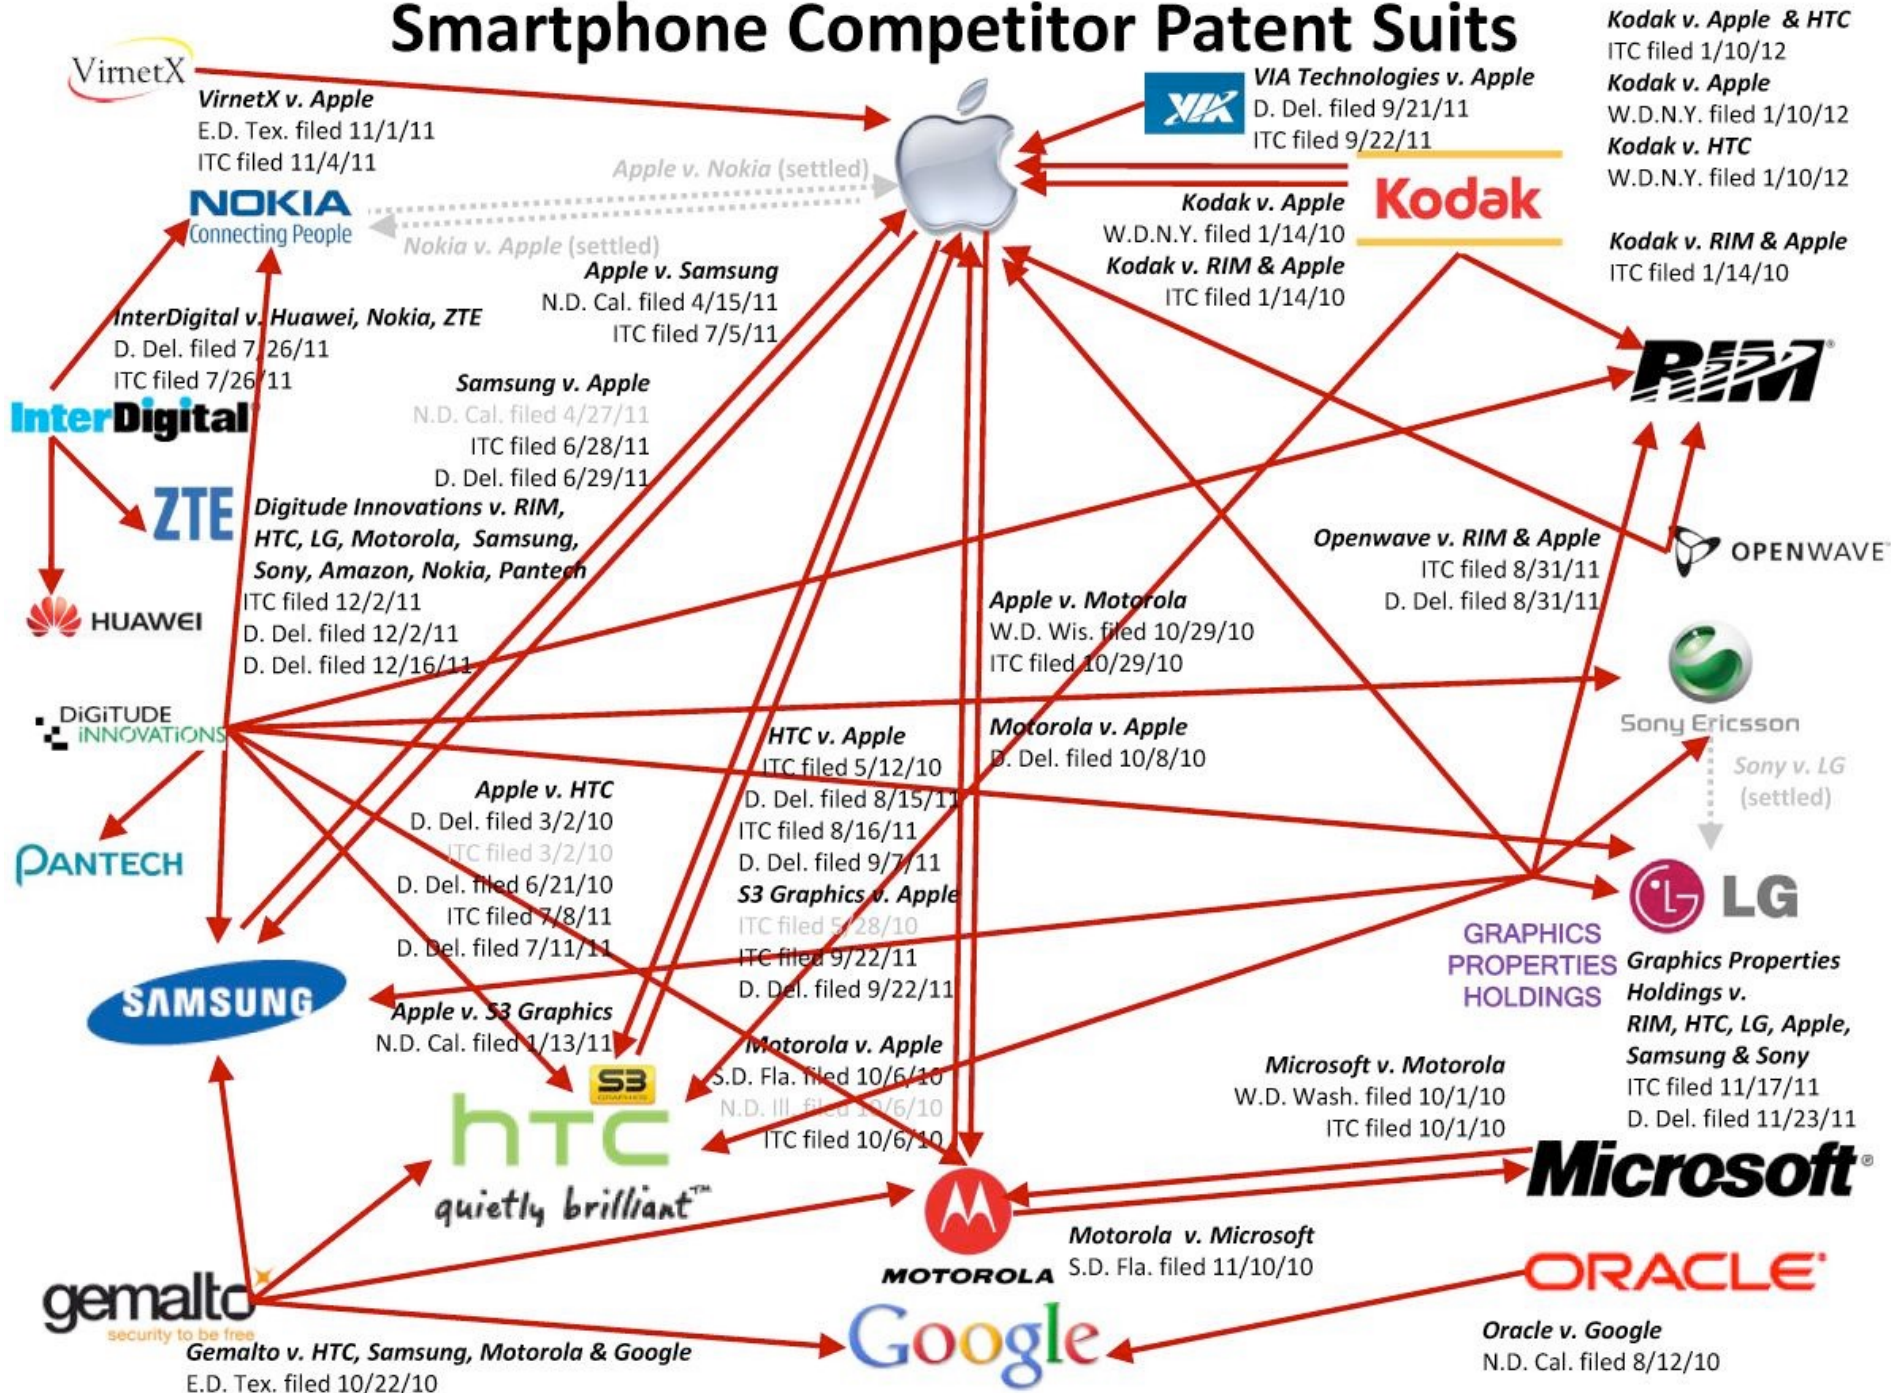 Smartphone Competitor Patent Suits
VirnetX
VirnetX v. Apple
E.D. Tex. filed 11/1/11
ITC filed 11/4/11
VIA
VIA Technologies v. Apple
D. Del. filed 9/21/11
ITC filed 9/22/11
Kodak v. Apple & HTC
ITC filed 1/10/12
Kodak v. Apple
W.D.N.Y. filed 1/10/12
Kodak v. HTC
W.D.N.Y. filed 1/10/12
Kodak v. RIM & Apple
ITC filed 1/14/10
Kodak
Kodak v. Apple
W.D.N.Y. filed 1/14/10
Kodak v. RIM & Apple
ITC filed 1/14/10
NOKIA
Connecting People
Apple v. Nokia (settled)
Nokia v. Apple (settled)
Apple v. Samsung
N.D. Cal. filed 4/15/11
ITC filed 7/5/11
InterDigital v. Huawei, Nokia, ZTE
D. Del. filed 7/26/11
ITC filed 7/26/11
InterDigital
Samsung v. Apple
N.D. Cal. filed 4/27/11
ITC filed 6/28/11
D. Del. filed 6/29/11
RIM®
ZTE
Digitude Innovations v. RIM,
HTC, LG, Motorola, Samsung,
Sony, Amazon, Nokia, Pantech
ITC filed 12/2/11
D. Del. filed 12/2/11
D. Del. filed 12/16/11
HUAWEI
Openwave v. RIM & Apple
ITC filed 8/31/11
D. Del. filed 8/31/11
OPENWAVE
Apple v. Motorola
W.D. Wis. filed 10/29/10
ITC filed 10/29/10
DiGiTUDE
iNNOVATiONS
Sony Ericsson
Sony v. LG
(settled)
Motorola v. Apple
D. Del. filed 10/8/10
HTC v. Apple
ITC filed 5/12/10
D. Del. filed 8/15/11
ITC filed 8/16/11
D. Del. filed 9/7/11
S3 Graphics v. Apple
ITC filed 5/28/10
ITC filed 9/22/11
D. Del. filed 9/22/11
Apple v. HTC
D. Del. filed 3/2/10
ITC filed 3/2/10
D. Del. filed 6/21/10
ITC filed 7/8/11
D. Del. filed 7/11/11
PANTECH
LG
LG
GRAPHICS
PROPERTIES
HOLDINGS
Graphics Properties
Holdings v.
RIM, HTC, LG, Apple,
Samsung & Sony
ITC filed 11/17/11
D. Del. filed 11/23/11
SAMSUNG
Apple v. S3 Graphics
N.D. Cal. filed 1/13/11
S3
GRAPHICS
hTC
quietly brilliant™
Motorola v. Apple
S.D. Fla. filed 10/6/10
N.D. Ill. filed 10/6/10
ITC filed 10/6/10
Microsoft v. Motorola
W.D. Wash. filed 10/1/10
ITC filed 10/1/10
Microsoft®
MOTOROLA
Motorola v. Microsoft
S.D. Fla. filed 11/10/10
ORACLE
gemalto
security to be free
Google
Oracle v. Google
N.D. Cal. filed 8/12/10
Gemalto v. HTC, Samsung, Motorola & Google
E.D. Tex. filed 10/22/10